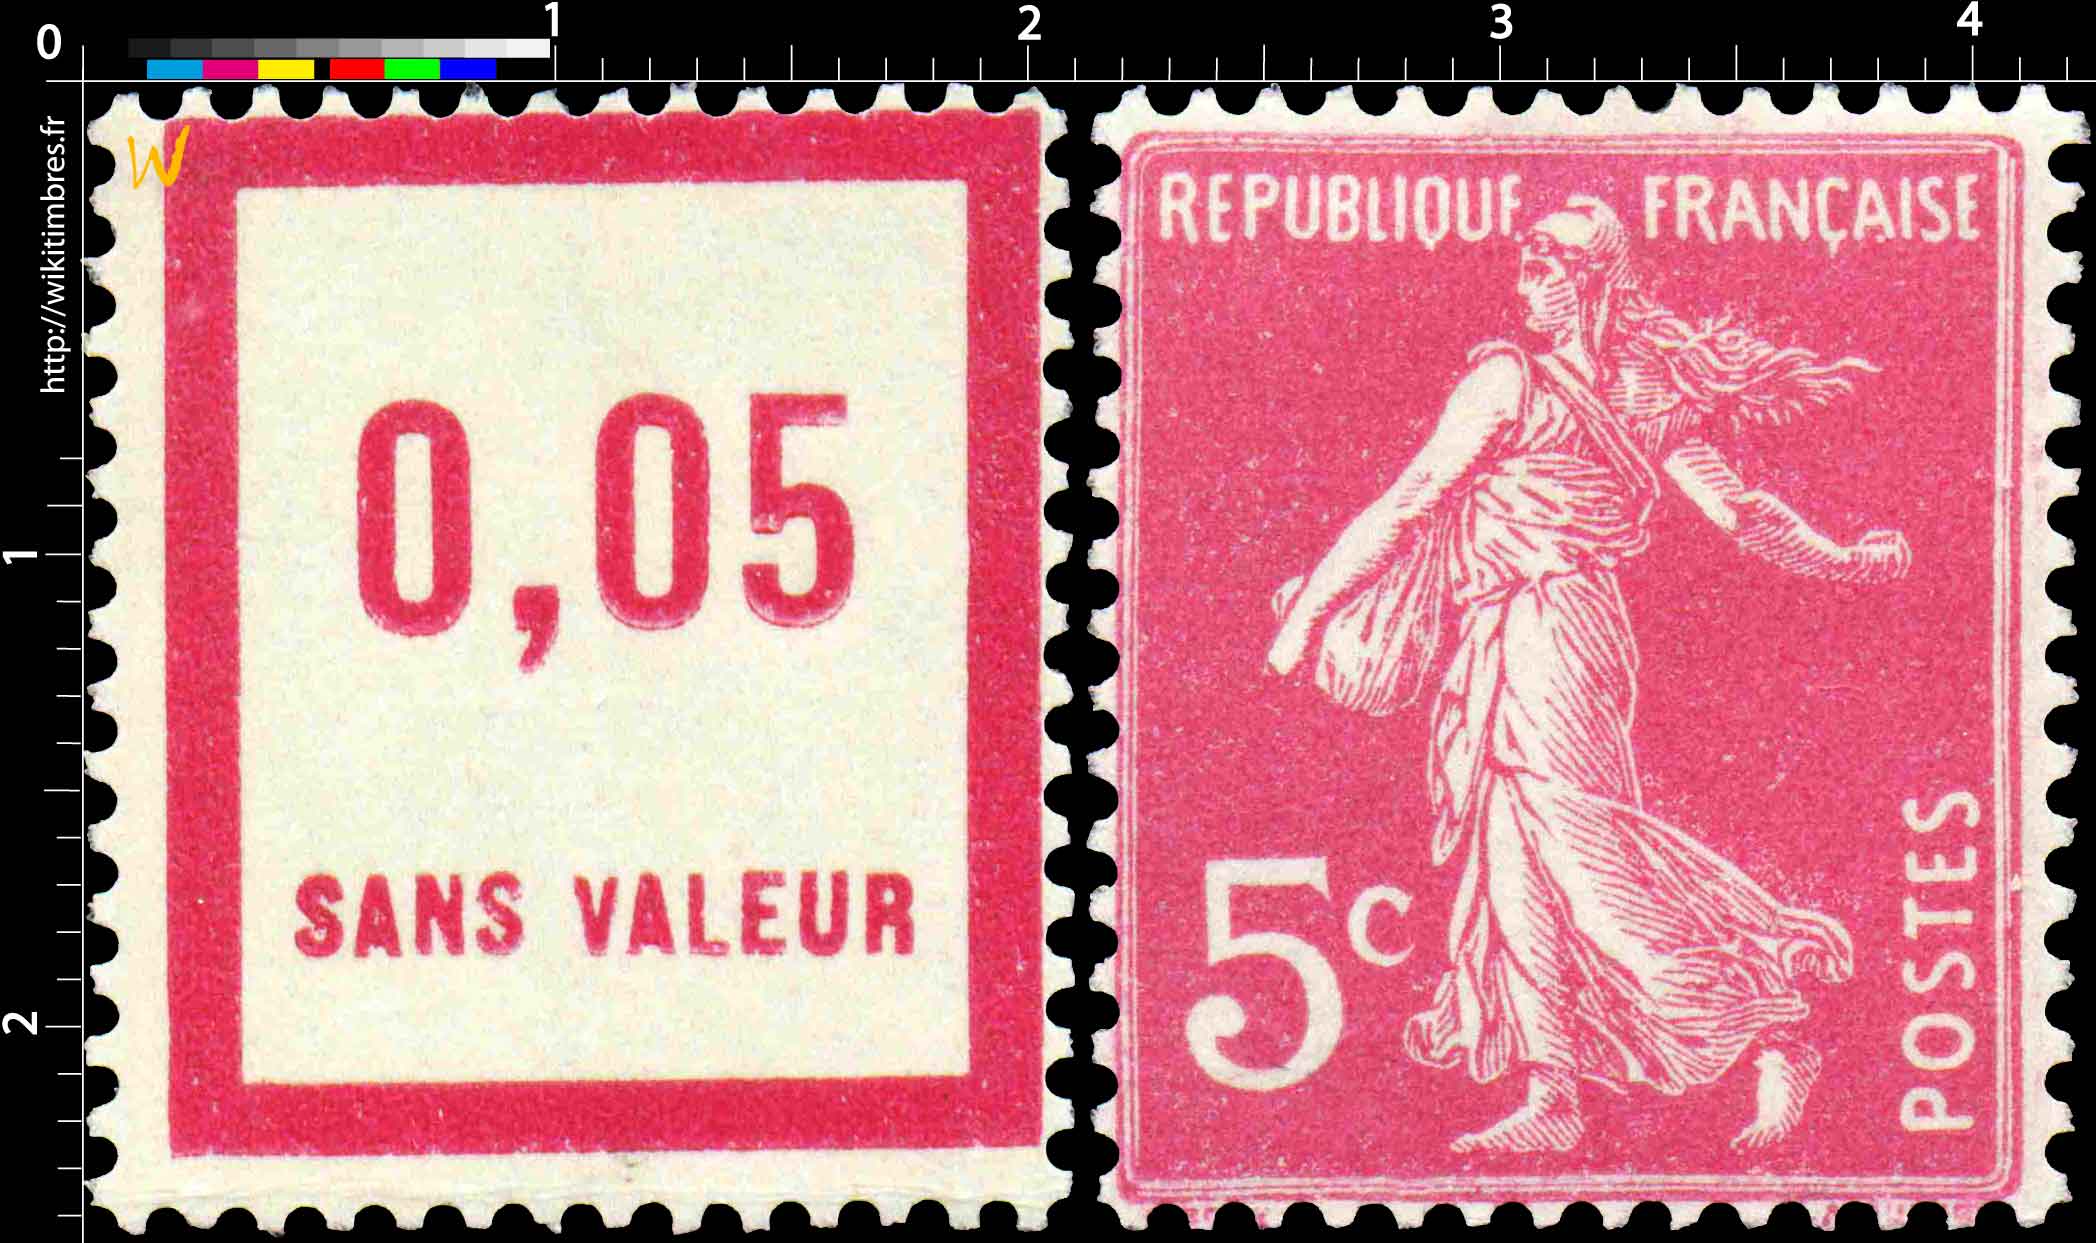 0 1 2 3 4
http://wikitimbres.fr
W
0,05
SANS VALEUR
REPUBLIQUE FRANÇAISE
5c
POSTES
1
2